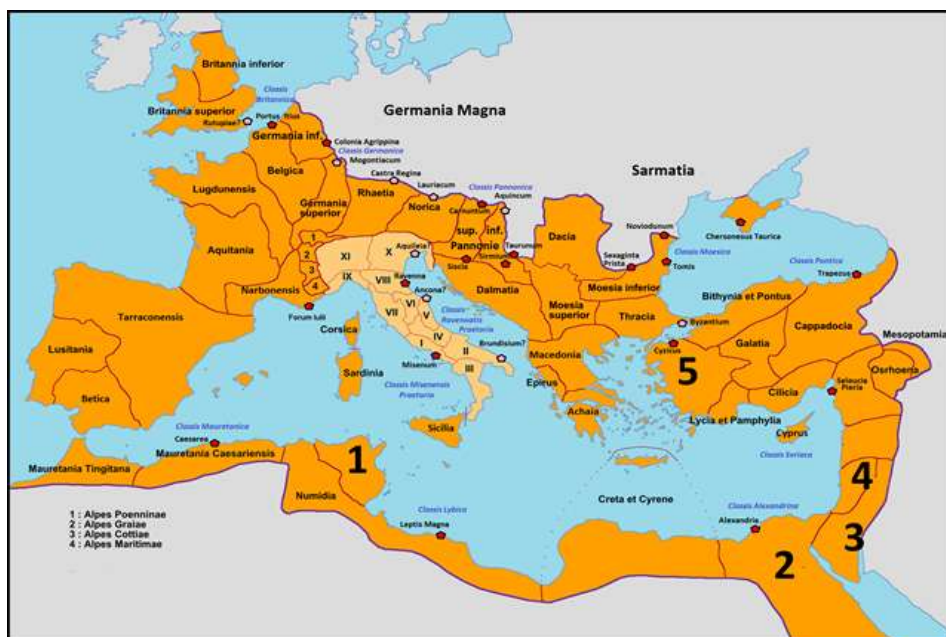 Britannia inferior
Classis
Britannica
Britannia superior
Rutupiae?
Portus Itius
Germania Magna
Germania inf.
Colonia Agrippina
Classis Germanica
Mogontiacum
Belgica
Castra Regina
Sarmatia
Lugdunensis
Rhaetia
Lauriacum
Classis Pannonica
Germania
superior
Norica
Carnuntum
Aquincum
sup.
inf.
Pannonie
Dacia
Noviodunum
Chersonesus Taurica
Aquitania
1
2
3
4
XI
X
Aquileia?
Siscia
Sirmium
Taurunum
Sexaginta
Prista
Classis Moesica
Tomis
Classis Pontica
Trapezus
IX
VIII
Ravenna
Narbonensis
Dalmatia
Moesia inferior
Ancona?
VI
V
VII
Forum Iulii
Moesia
superior
Bithynia et Pontus
Tarraconensis
Corsica
Classis
Ravennatis
Praetoria
IV
I
II
III
Thracia
Byzantium
Cappadocia
Mesopotamia
Lusitania
Brundisium?
Misenum
Macedonia
Cyzicus
Galatia
Osrhoena
Sardinia
Classis Misenensis
Praetoria
Epirus
5
Cilicia
Seleucia
Pieria
Betica
Achaia
Lycia et Pamphylia
Sicilia
Cyprus
Classis Mauretanica
Caesarea
Mauretania Caesariensis
Classis Syriaca
Mauretania Tingitana
1
4
Numidia
Creta et Cyrene
Classis Lybica
Leptis Magna
Classis Alexandrina
Alexandria
3
2
1 : Alpes Poenninae
2 : Alpes Graiae
3 : Alpes Cottiae
4 : Alpes Maritimae